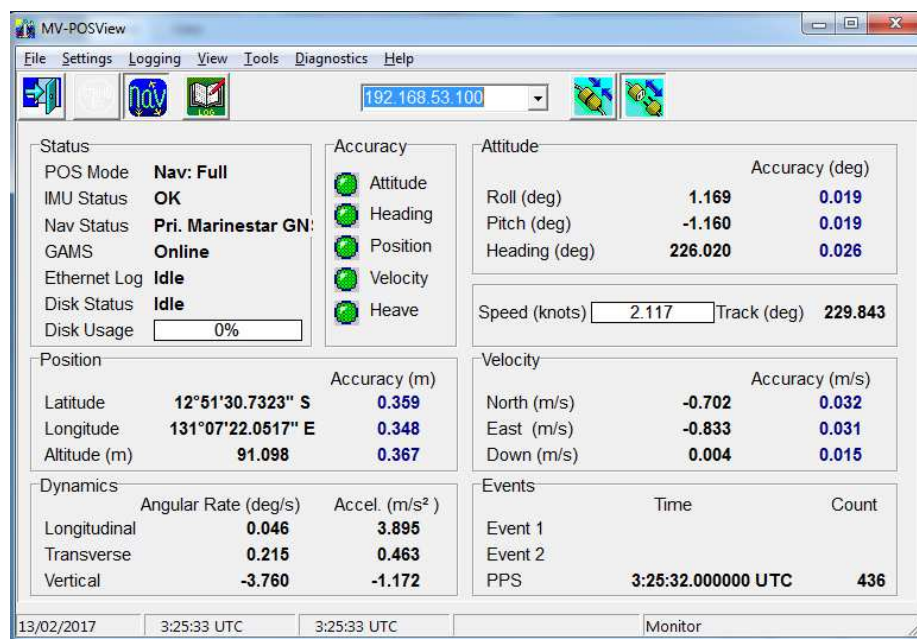 MV-POSView
File Settings Logging View Tools Diagnostics Help
nav LOG 192.168.53.100
Status
POS Mode Nav: Full
IMU Status OK
Nav Status Pri. Marinestar GN
GAMS Online
Ethernet Log Idle
Disk Status Idle
Disk Usage 0%
Accuracy
Attitude
Heading
Position
Velocity
Heave
Attitude
Accuracy (deg)
Roll (deg) 1.169 0.019
Pitch (deg) -1.160 0.019
Heading (deg) 226.020 0.026
Speed (knots) 2.117 Track (deg) 229.843
Position
Accuracy (m)
Latitude 12°51'30.7323" S 0.359
Longitude 131°07'22.0517" E 0.348
Altitude (m) 91.098 0.367
Velocity
Accuracy (m/s)
North (m/s) -0.702 0.032
East (m/s) -0.833 0.031
Down (m/s) 0.004 0.015
Dynamics
Angular Rate (deg/s) Accel. (m/s²)
Longitudinal 0.046 3.895
Transverse 0.215 0.463
Vertical -3.760 -1.172
Events
Time Count
Event 1
Event 2
PPS 3:25:32.000000 UTC 436
13/02/2017 3:25:33 UTC 3:25:33 UTC Monitor